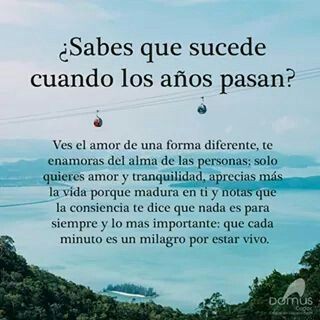 ¿Sabes que sucede
cuando los años pasan?
Ves el amor de una forma diferente, te
enamoras del alma de las personas; solo
quieres amor y tranquilidad, aprecias más
la vida porque madura en ti y notas que
la consiencia te dice que nada es para
siempre y lo mas importante: que cada
minuto es un milagro por estar vivo.
Domus